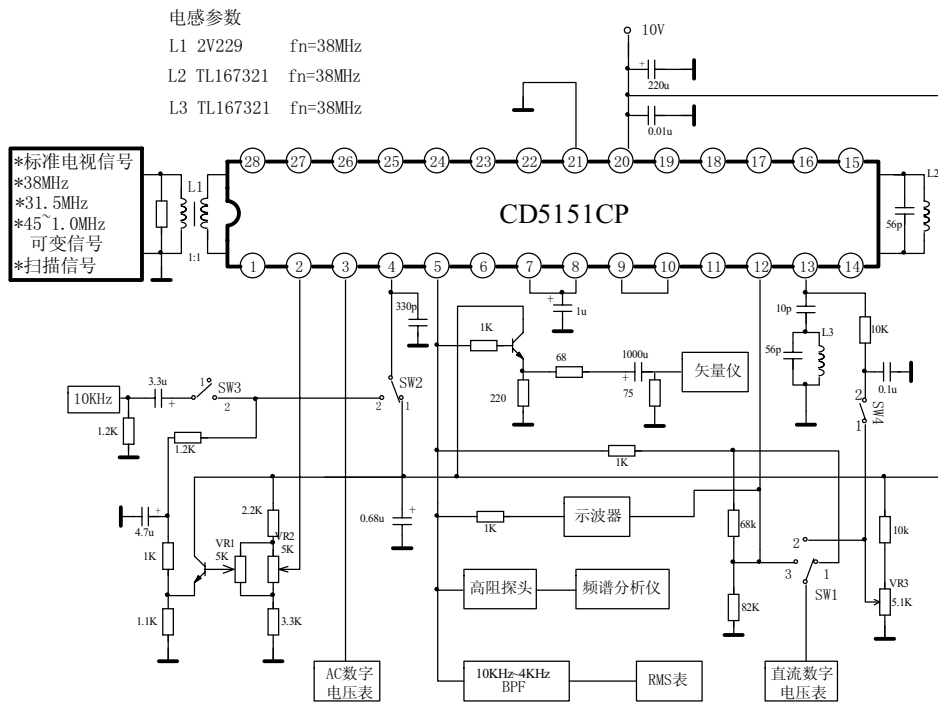 电感参数
L1 2V229 fn=38MHz
L2 TL167321 fn=38MHz
L3 TL167321 fn=38MHz
10V
+
220u
0.01u
28 27 26 25 24 23 22 21 20 19 18 17 16 15
*标准电视信号
*38MHz
*31.5MHz
*45~1.0MHz
可变信号
*扫描信号
L1
1:1
CD5151CP
L2
56p
1 2 3 4 5 6 7 8 9 10 11 12 13 14
330p
+
1u
10p
10K
1K
L3
56p
68
1000u
+
矢量仪
220
75
0.1u
2
SW4
1
10KHz
3.3u
+
1
SW3
2
SW2
2 1
1.2K
1.2K
1K
4.7u
+
2.2K
0.68u
+
1K
示波器
68k
10k
1K
VR1
5K
VR2
5K
2
3 1
SW1
VR3
5.1K
1.1K
3.3K
高阻探头
频谱分析仪
82K
AC数字
电压表
10KHz~4KHz
BPF
RMS表
直流数字
电压表